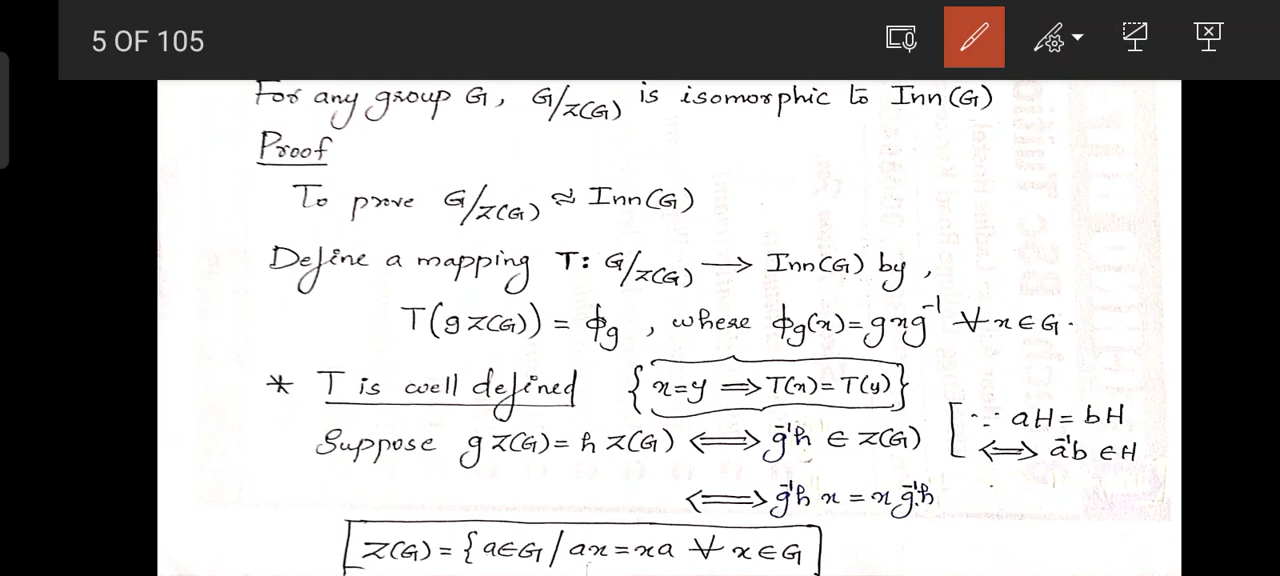 5 OF 105
For any group G, G/Z(G) is isomorphic to Inn(G)
Proof
To prove G/Z(G) ≈ Inn(G)
Define a mapping T: G/Z(G) ⟶ Inn(G) by,
T(gZ(G)) = ϕg, where ϕg(x)=gxg⁻¹ ∀ x∈G.
* T is well defined {x=y ⟹ T(x)=T(y)}
Suppose gZ(G)= hZ(G) ⟺ g⁻¹h ∈ Z(G) [∵ aH = bH
⟺ a⁻¹b ∈H
⟺ g⁻¹h x = x g⁻¹h
[Z(G) = {a∈G / ax=xa ∀ x∈G]